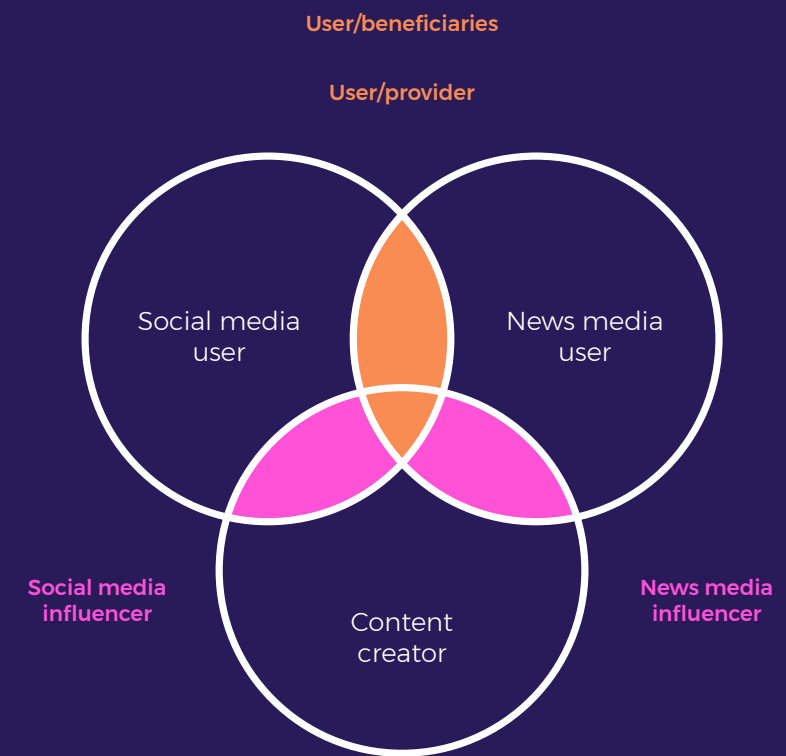 User/beneficiaries
User/provider
Social media
user
News media
user
Social media
influencer
News media
influencer
Content
creator